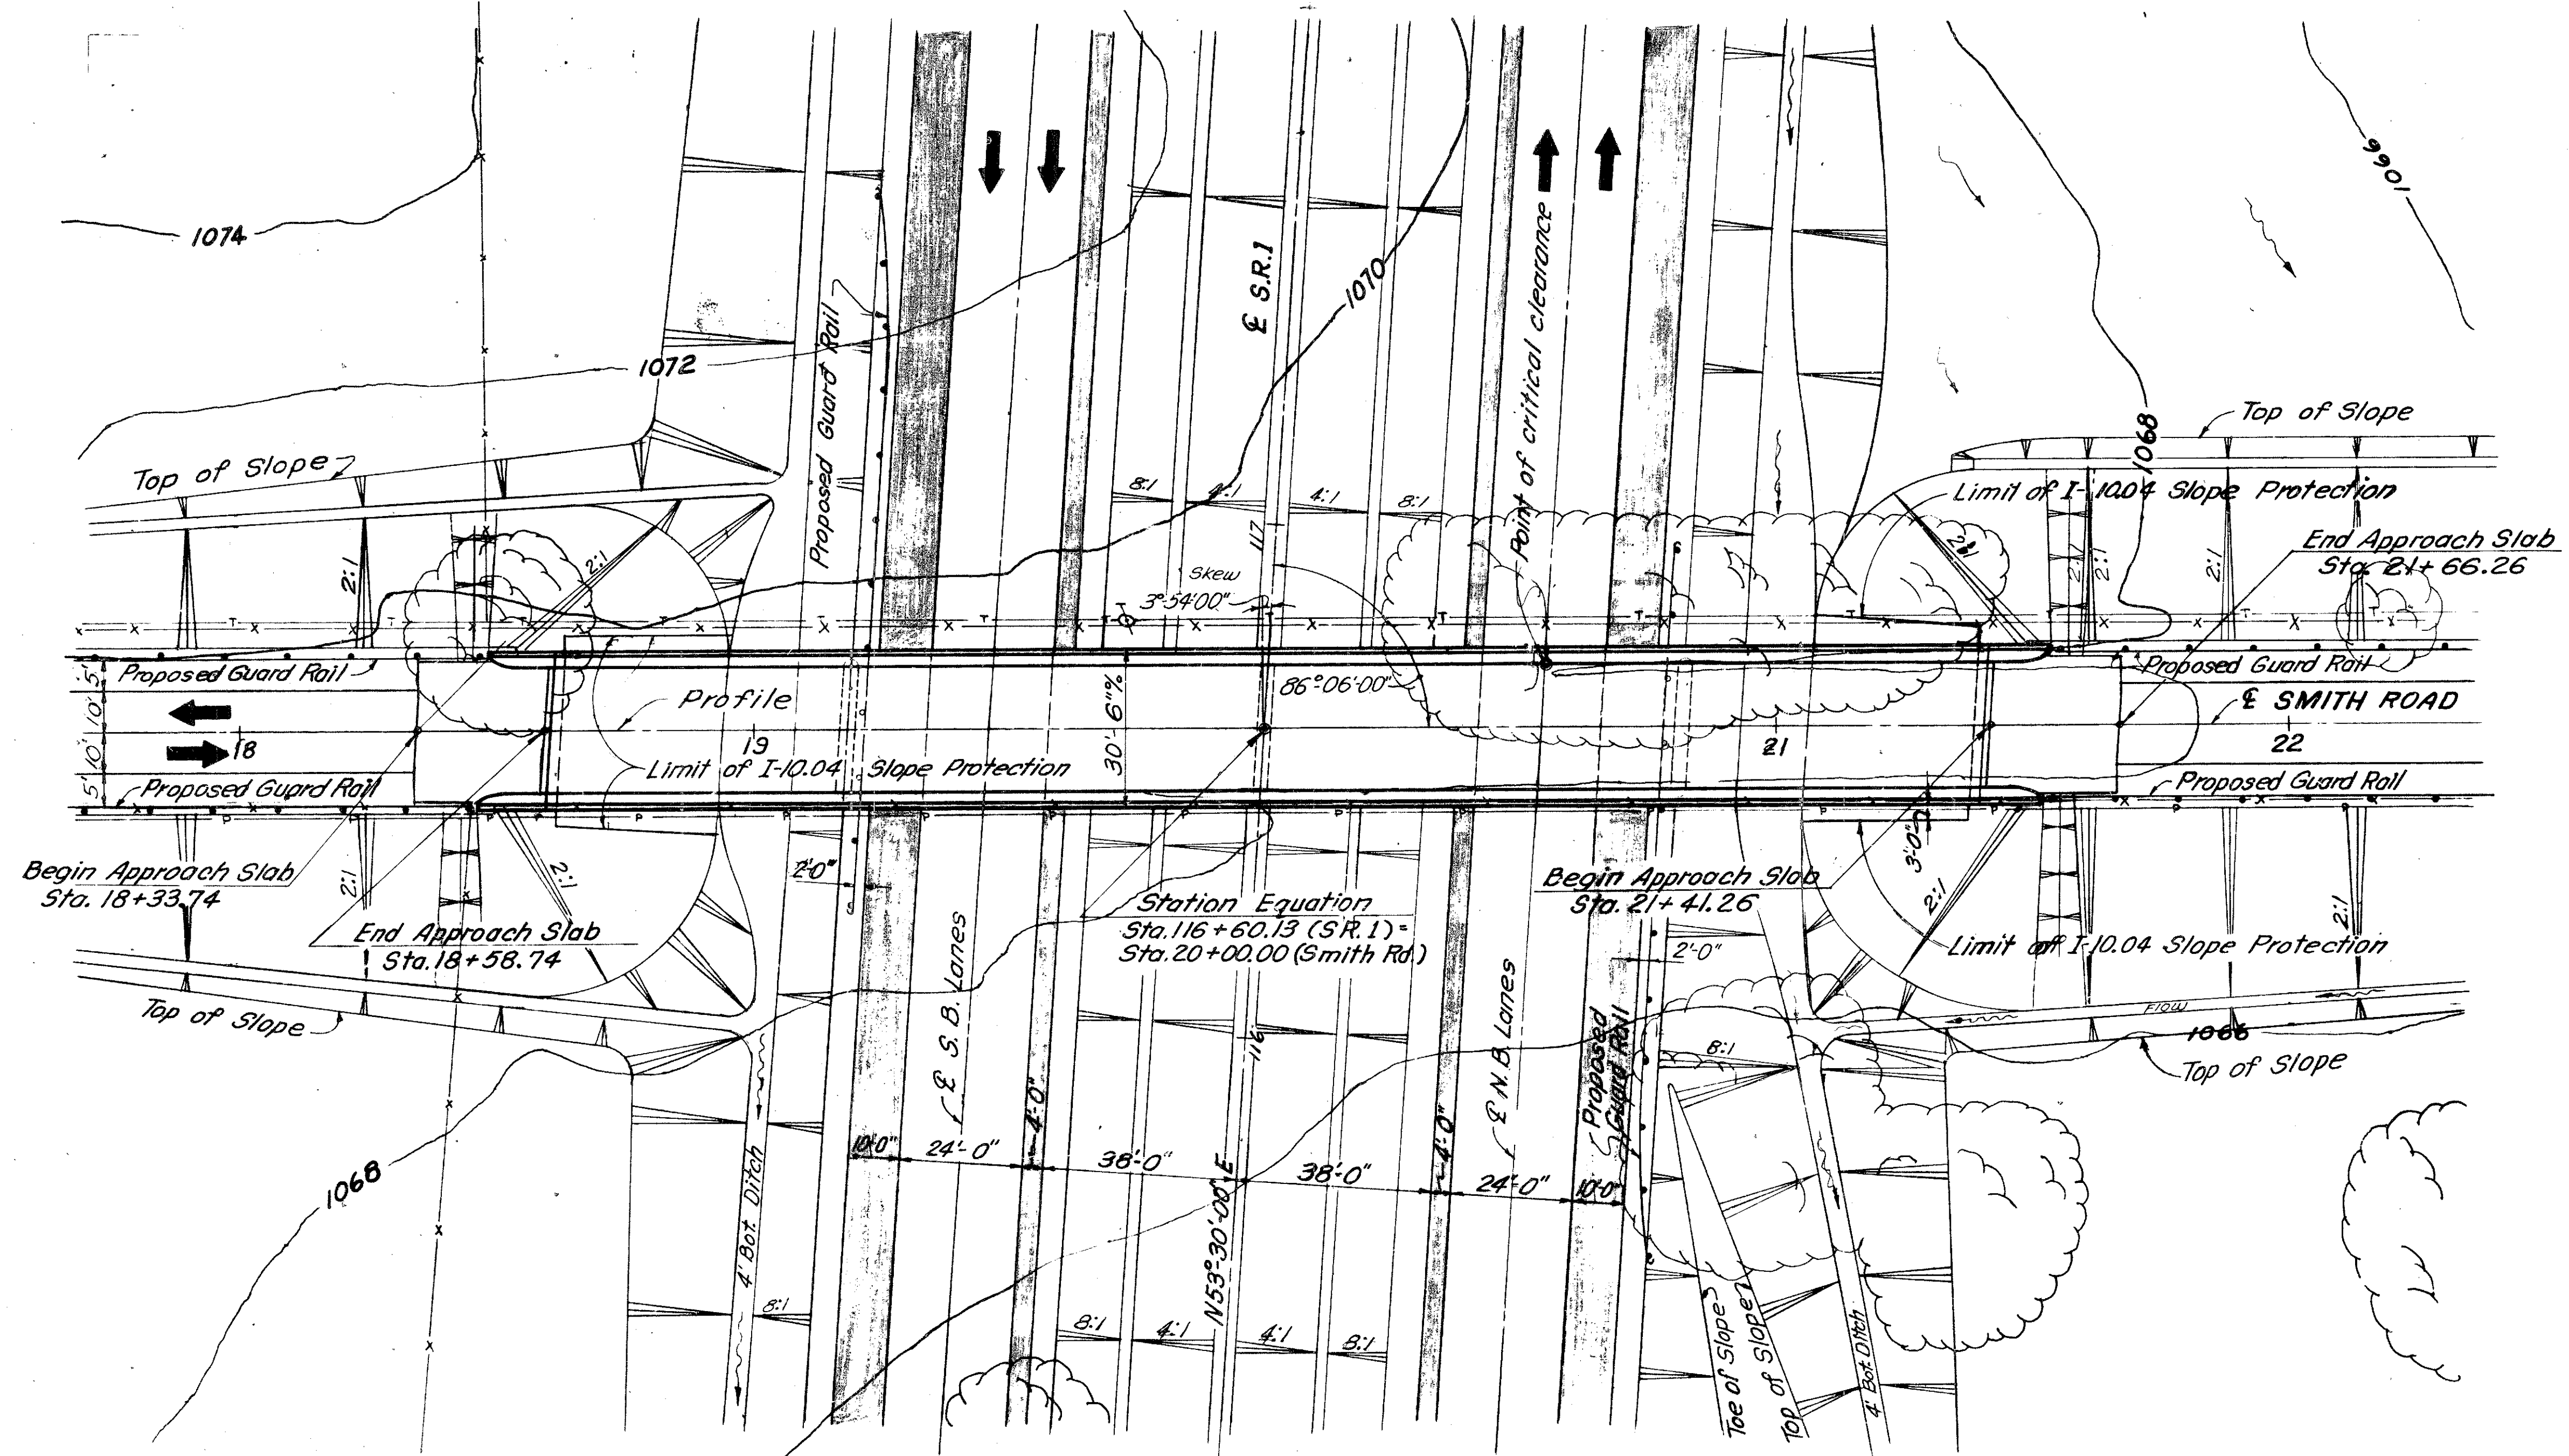 1074
1072
1070
1066
1068
Top of Slope
Top of Slope
Proposed Guard Rail
℄ S.R.1
Point of critical clearance
8:1
4:1
4:1
8:1
117
Limit of I-10.04 Slope Protection
End Approach Slab
Sta. 21+66.26
2:1
2:1
2:1
2:1
2:1
2:1
Skew
3°-54'00"
86°06'00"
Proposed Guard Rail
Proposed Guard Rail
Profile
30'-6"±
℄ SMITH ROAD
5'
10'
10'
5'
18
19
21
22
Limit of I-10.04 Slope Protection
Proposed Guard Rail
Proposed Guard Rail
Begin Approach Slab
Sta. 18+33.74
End Approach Slab
Sta. 18+58.74
2:1
2:1
2'-0"
Station Equation
Sta. 116+60.13 (S.R. 1) =
Sta. 20+00.00 (Smith Rd.)
Begin Approach Slab
Sta. 21+41.26
3'-0"
2:1
2:1
2'-0"
Limit of I-10.04 Slope Protection
Top of Slope
℄ S. B. Lanes
116
℄ N. B. Lanes
Proposed
Guard Rail
8:1
Flow
1066
Top of Slope
1068
10'-0"
24'-0"
4'-0"
38'-0"
38'-0"
4'-0"
24'-0"
10'-0"
N53°-30'-00" E
4' Bot. Ditch
8:1
8:1
4:1
4:1
8:1
Toe of Slope
Top of Slope
4' Bot. Ditch